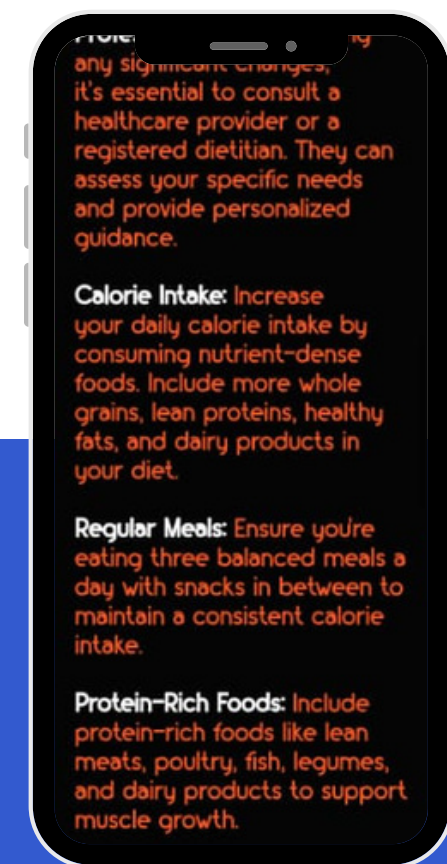 any significant changes,
it's essential to consult a
healthcare provider or a
registered dietitian. They can
assess your specific needs
and provide personalized
guidance.
Calorie Intake: Increase
your daily calorie intake by
consuming nutrient-dense
foods. Include more whole
grains, lean proteins, healthy
fats, and dairy products in
your diet.
Regular Meals: Ensure you're
eating three balanced meals a
day with snacks in between to
maintain a consistent calorie
intake.
Protein-Rich Foods: Include
protein-rich foods like lean
meats, poultry, fish, legumes,
and dairy products to support
muscle growth.